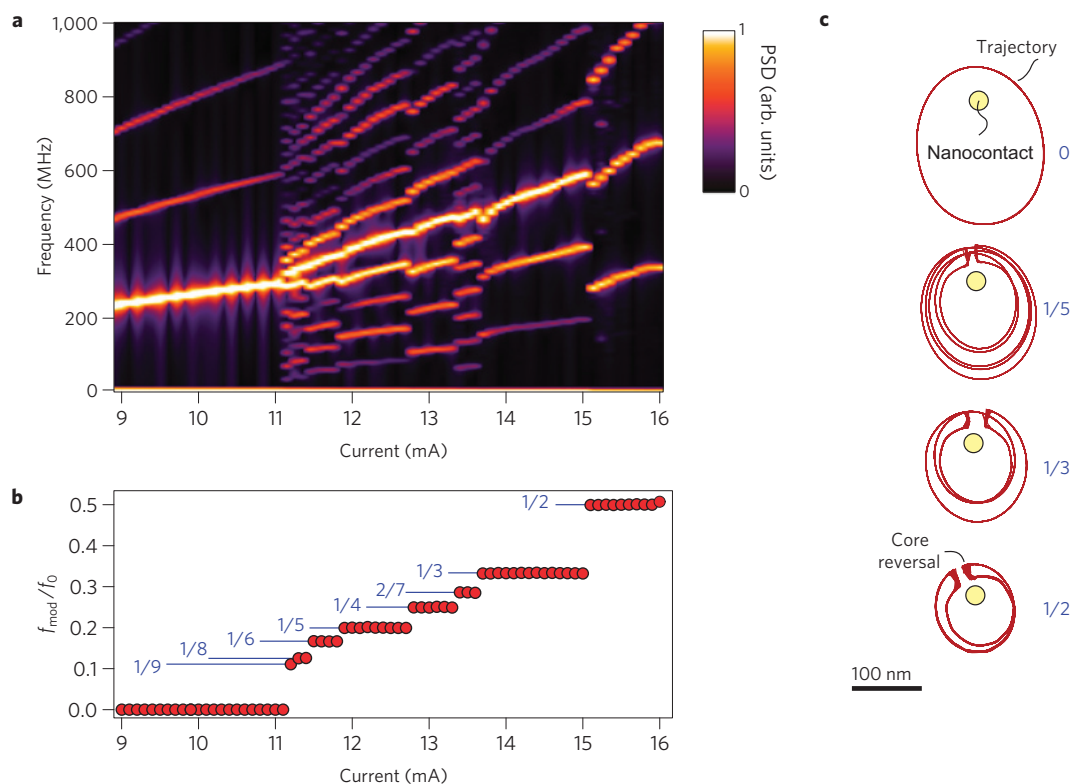 a
1,000
800
600
400
200
0
Frequency (MHz)
9 10 11 12 13 14 15 16
Current (mA)
1
0
PSD (arb. units)
b
0.5
0.4
0.3
0.2
0.1
0.0
fmod/f0
1/9
1/8
1/6
1/5
1/4
2/7
1/3
1/2
9 10 11 12 13 14 15 16
Current (mA)
c
Trajectory
Nanocontact
0
1/5
1/3
Core
reversal
1/2
100 nm